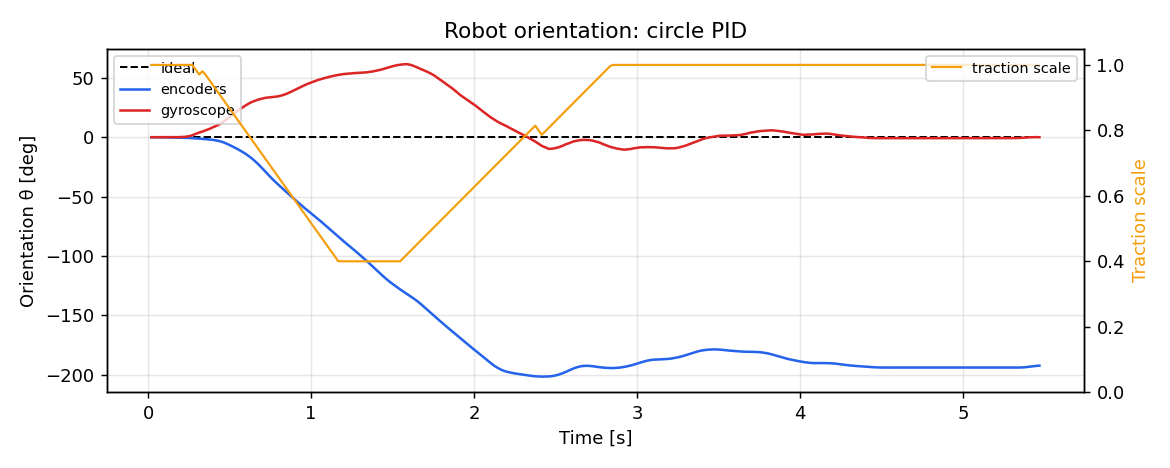 Robot orientation: circle PID
ideal
encoders
gyroscope
traction scale
Orientation θ [deg]
50
0
−50
−100
−150
−200
1.0
0.8
0.6
0.4
0.2
0.0
Traction scale
0 1 2 3 4 5
Time [s]